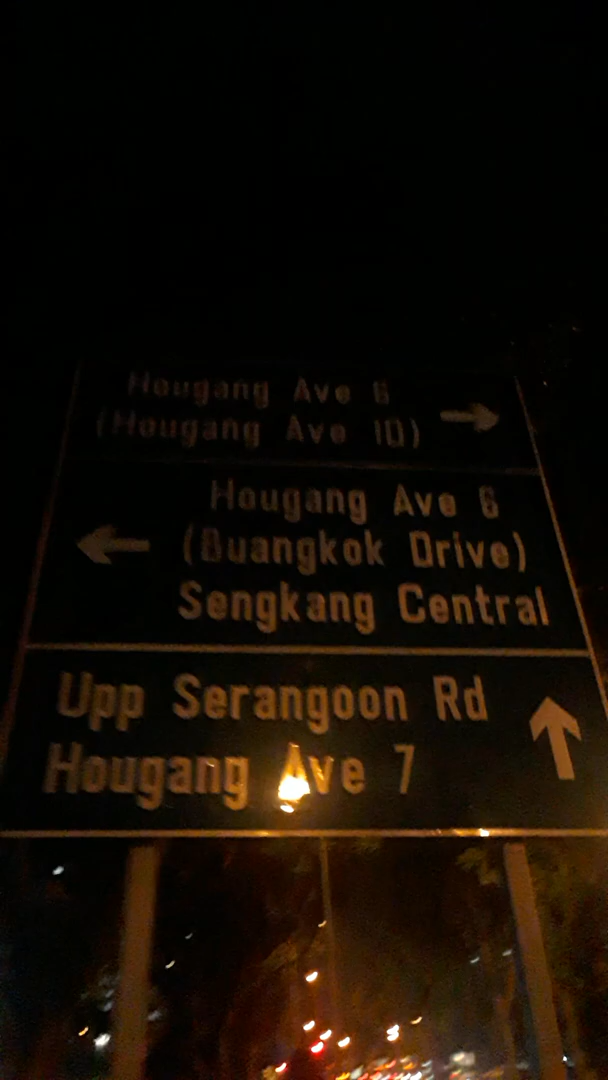 Hougang Ave 6
(Hougang Ave 10)
Hougang Ave 6
(Buangkok Drive)
Sengkang Central
Upp Serangoon Rd
Hougang Ave 7